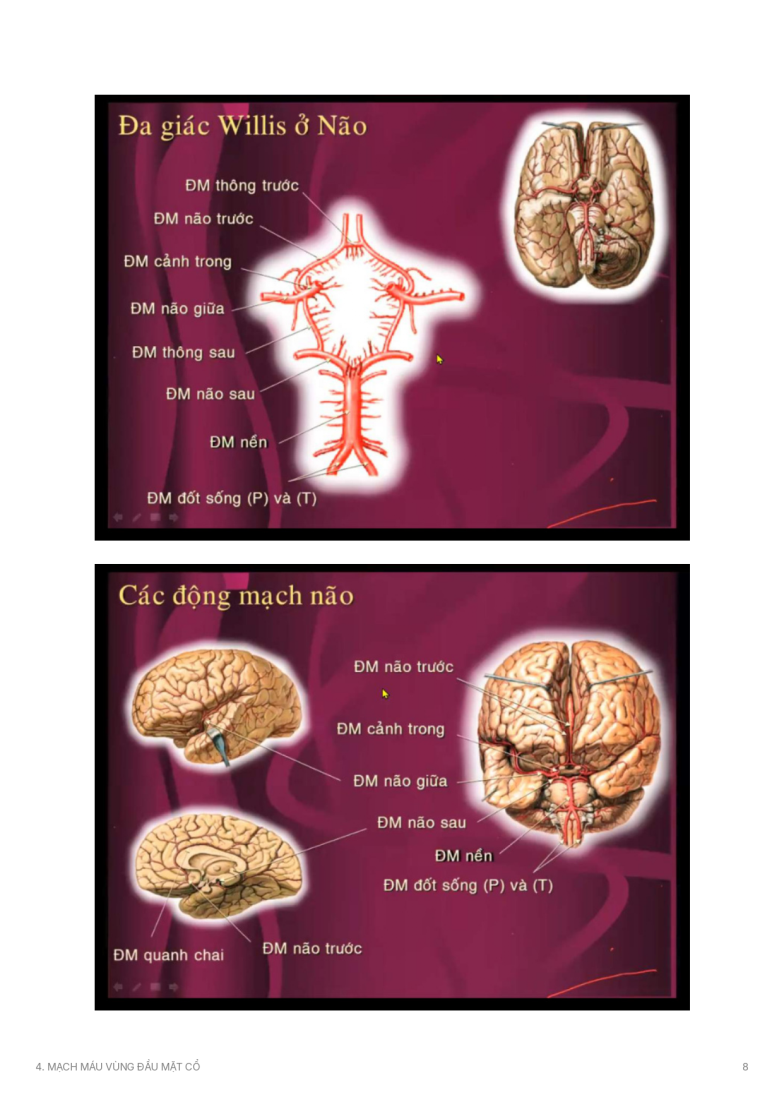 Đa giác Willis ở Não
ĐM thông trước
ĐM não trước
ĐM cảnh trong
ĐM não giữa
ĐM thông sau
ĐM não sau
ĐM nền
ĐM đốt sống (P) và (T)
Các động mạch não
ĐM não trước
ĐM cảnh trong
ĐM não giữa
ĐM não sau
ĐM nền
ĐM đốt sống (P) và (T)
ĐM quanh chai
ĐM não trước
4. MẠCH MÁU VÙNG ĐẦU MẶT CỔ
8